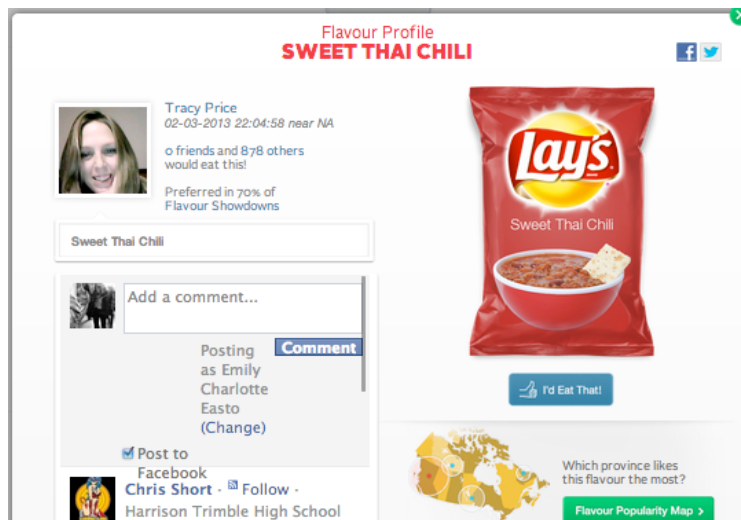 Flavour Profile
SWEET THAI CHILI
Tracy Price
02-03-2013 22:04:58 near NA
0 friends and 878 others
would eat this!
Preferred in 70% of
Flavour Showdowns
Sweet Thai Chili
Add a comment...
Posting
as Emily
Charlotte
Easto
(Change)
Comment
Post to
Facebook
Chris Short · Follow ·
Harrison Trimble High School
Lay's
Sweet Thai Chili
I'd Eat That!
Which province likes
this flavour the most?
Flavour Popularity Map >